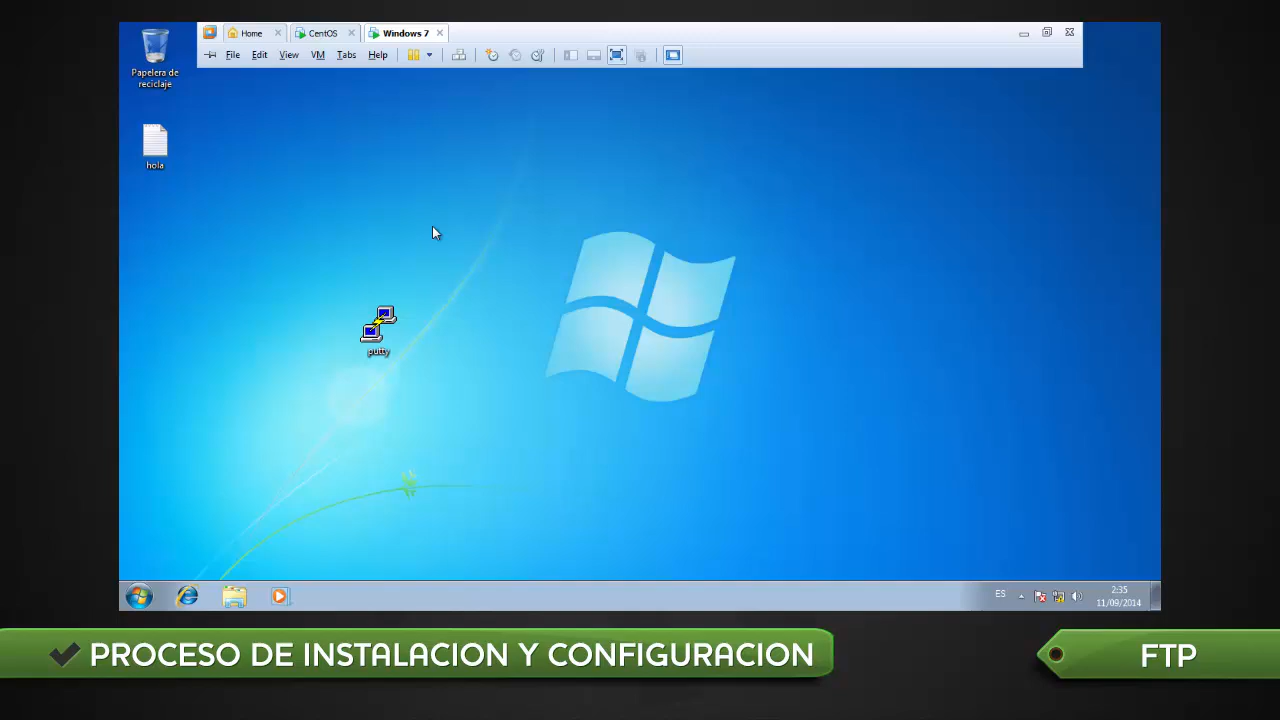 Home
CentOS
Windows 7
File Edit View VM Tabs Help
Papelera de
reciclaje
hola
putty
ES
2:35
11/09/2014
PROCESO DE INSTALACION Y CONFIGURACION
FTP